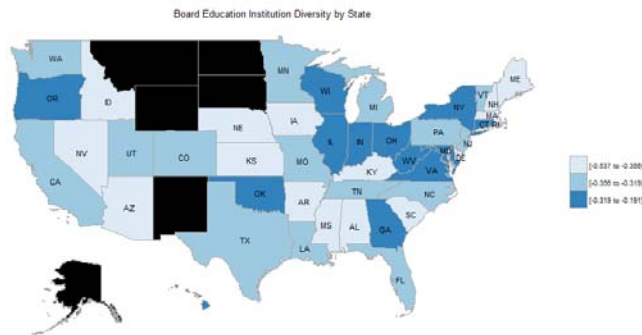 Board Education Institution Diversity by State
WA
MN
ME
VT
NH
OR
ID
WI
MI
NY
MA
CT RI
NE
IA
PA
NJ
NV
UT
CO
IL
IN
OH
MD
DE
CA
KS
MO
KY
WV
VA
AZ
OK
AR
TN
NC
SC
TX
LA
MS
AL
GA
FL